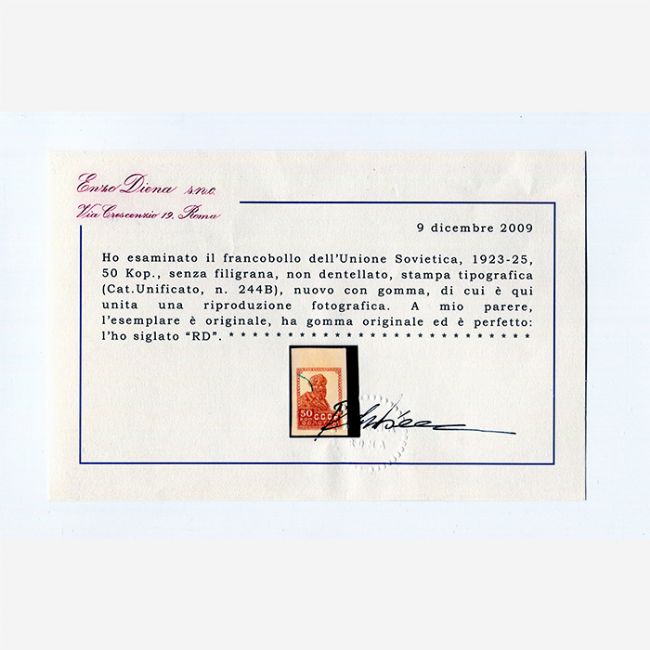 Enzo Diena s.n.c.
Via Crescenzio 19, Roma
9 dicembre 2009
Ho esaminato il francobollo dell'Unione Sovietica, 1923-25,
50 Kop., senza filigrana, non dentellato, stampa tipografica
(Cat.Unificato, n. 244B), nuovo con gomma, di cui è qui
unita una riproduzione fotografica. A mio parere,
l'esemplare è originale, ha gomma originale ed è perfetto:
l'ho siglato "RD". * * * * * * * * * * * * * * * * * * * * * * * * * *
50
СССР
ROMA